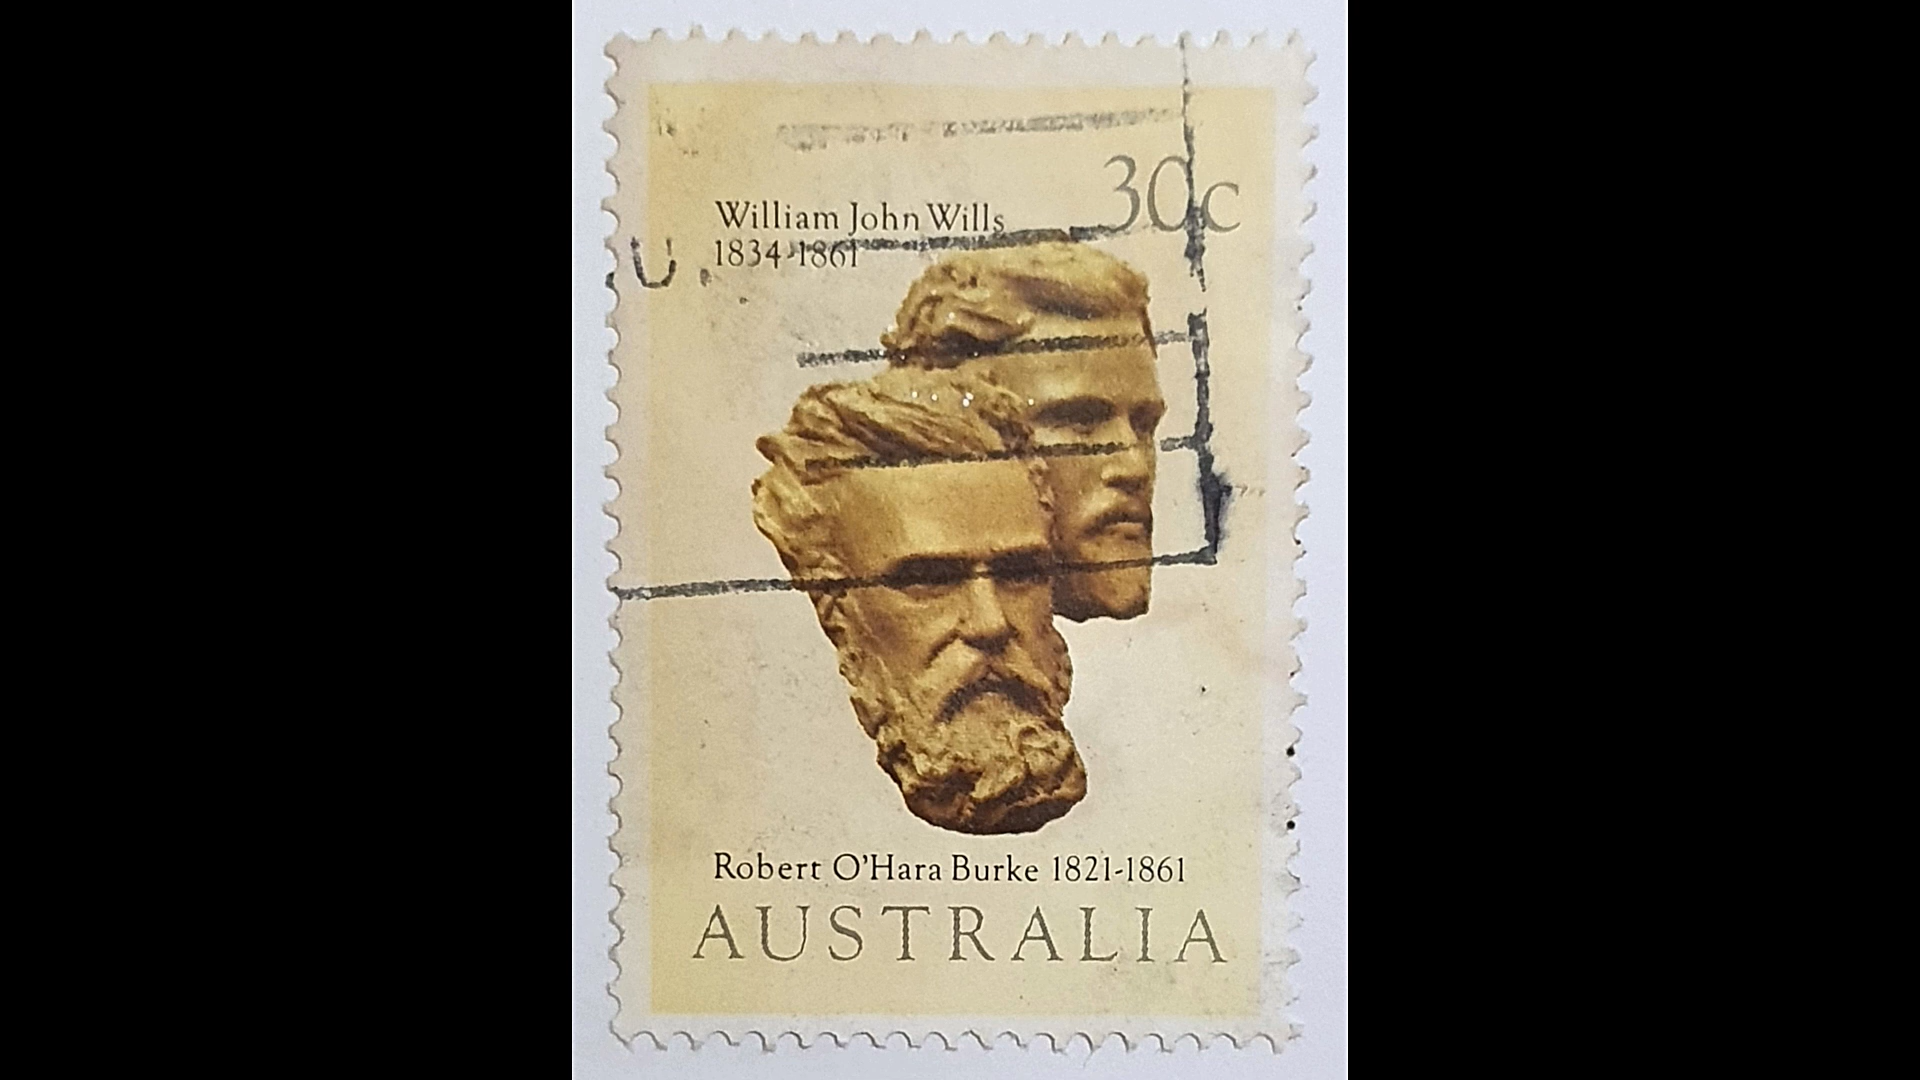 30c
William John Wills
1834-1861
U.
Robert O'Hara Burke 1821-1861
AUSTRALIA